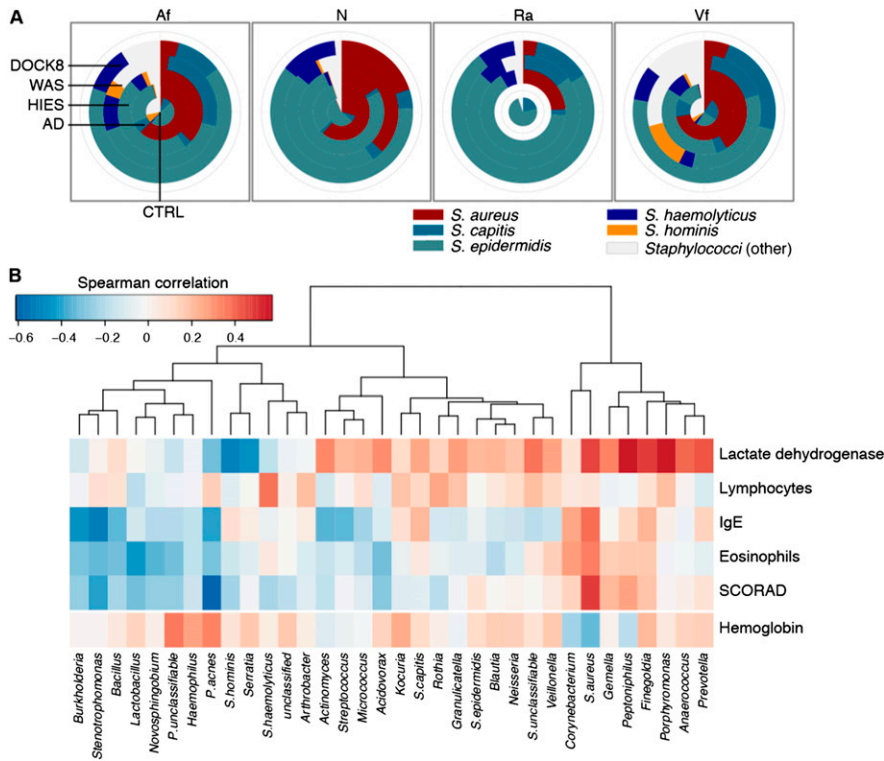 A
Af
N
Ra
Vf
DOCK8
WAS
HIES
AD
CTRL
S. aureus
S. capitis
S. epidermidis
S. haemolyticus
S. hominis
Staphylococci (other)
B
Spearman correlation
−0.6 −0.4 −0.2 0 0.2 0.4
Lactate dehydrogenase
Lymphocytes
IgE
Eosinophils
SCORAD
Hemoglobin
Burkholderia
Stenotrophomonas
Bacillus
Lactobacillus
Novosphingobium
P.unclassifiable
Haemophilus
P.acnes
S.hominis
Serratia
S.haemolyticus
unclassified
Arthrobacter
Actinomyces
Streptococcus
Micrococcus
Acidovorax
Kocuria
S.capitis
Rothia
Granulicatella
S.epidermidis
Blautia
Neisseria
S.unclassifiable
Veillonella
Corynebacterium
S.aureus
Gemella
Peptoniphilus
Finegoldia
Porphyromonas
Anaerococcus
Prevotella